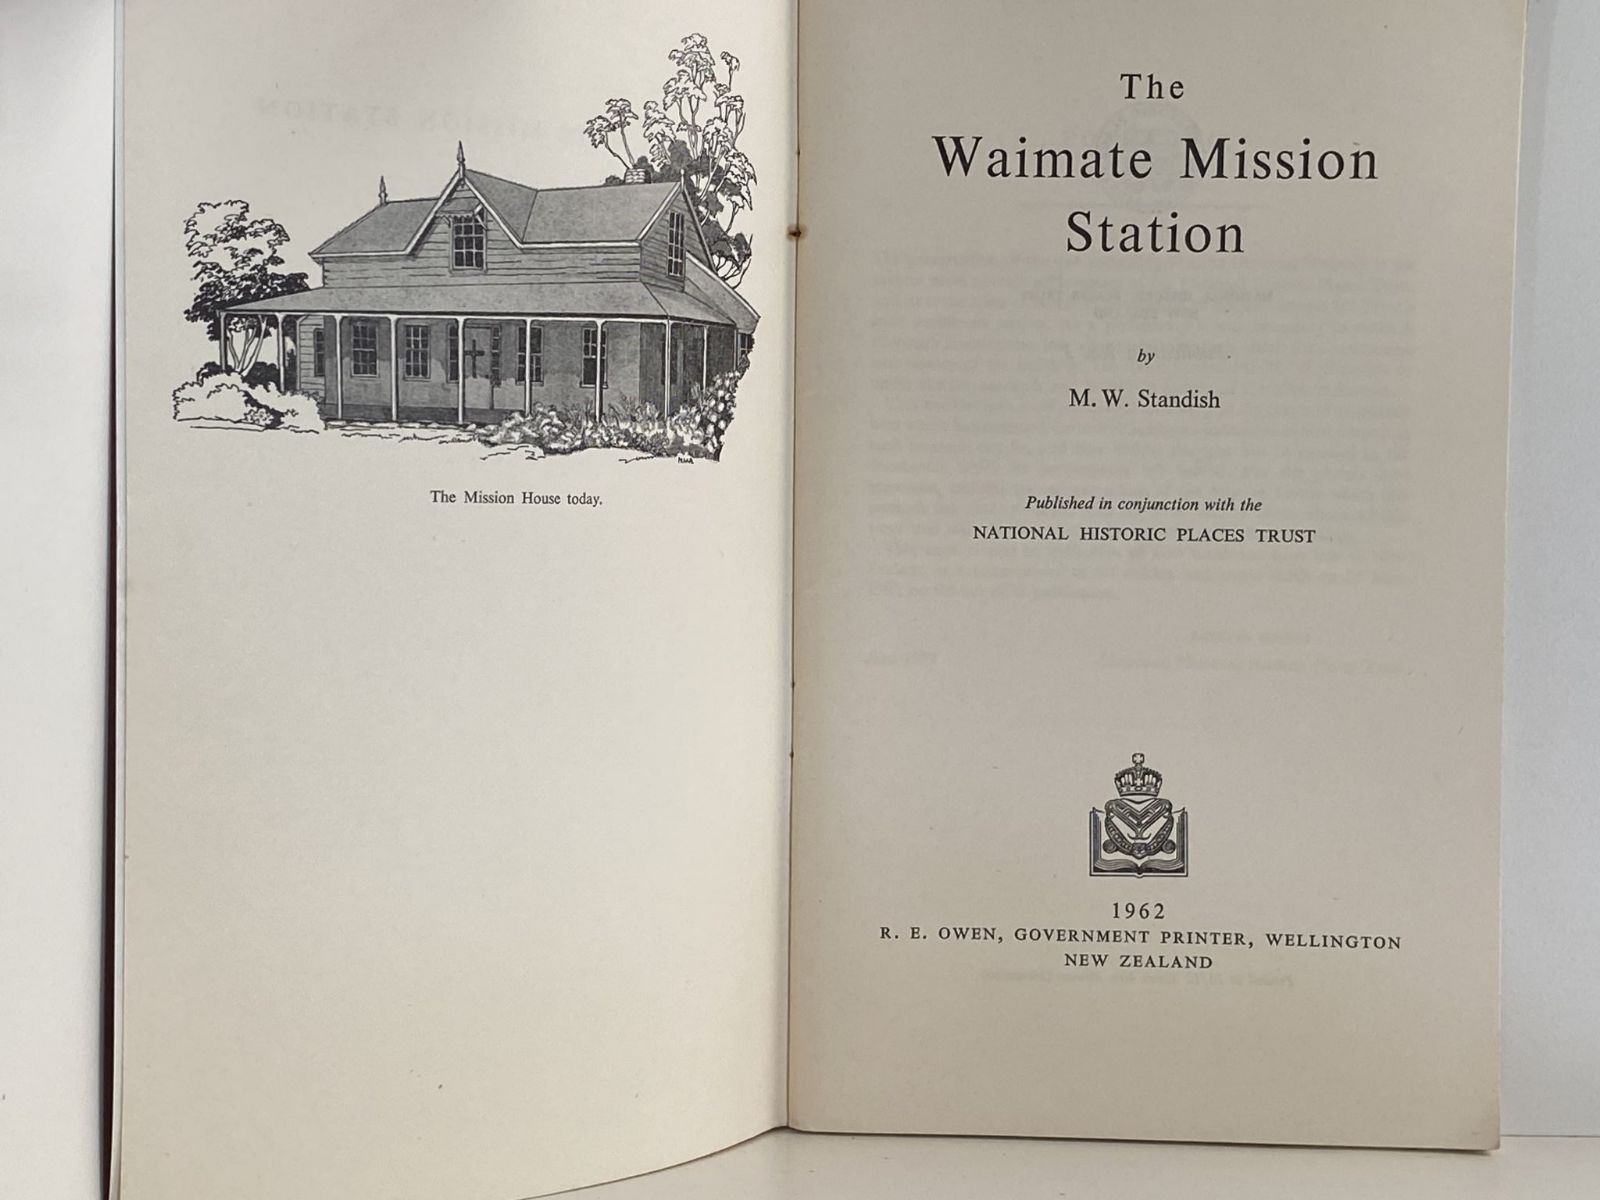 The Mission House today.
The
Waimate Mission
Station
by
M. W. Standish
Published in conjunction with the
NATIONAL HISTORIC PLACES TRUST
1962
R. E. OWEN, GOVERNMENT PRINTER, WELLINGTON
NEW ZEALAND